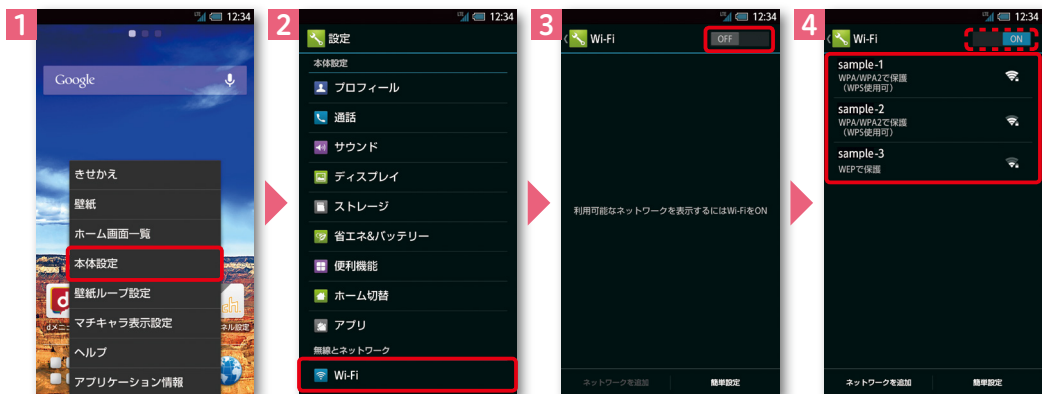 1
12:34
Google
きせかえ
壁紙
ホーム画面一覧
本体設定
壁紙ループ設定
マチキャラ表示設定
ヘルプ
アプリケーション情報
2
12:34
設定
本体設定
プロフィール
通話
サウンド
ディスプレイ
ストレージ
省エネ&バッテリー
便利機能
ホーム切替
アプリ
無線とネットワーク
Wi-Fi
3
12:34
Wi-Fi
OFF
利用可能なネットワークを表示するにはWi-FiをON
ネットワークを追加
簡単設定
4
12:34
Wi-Fi
ON
sample-1
WPA/WPA2で保護
（WPS使用可）
sample-2
WPA/WPA2で保護
（WPS使用可）
sample-3
WEPで保護
ネットワークを追加
簡単設定